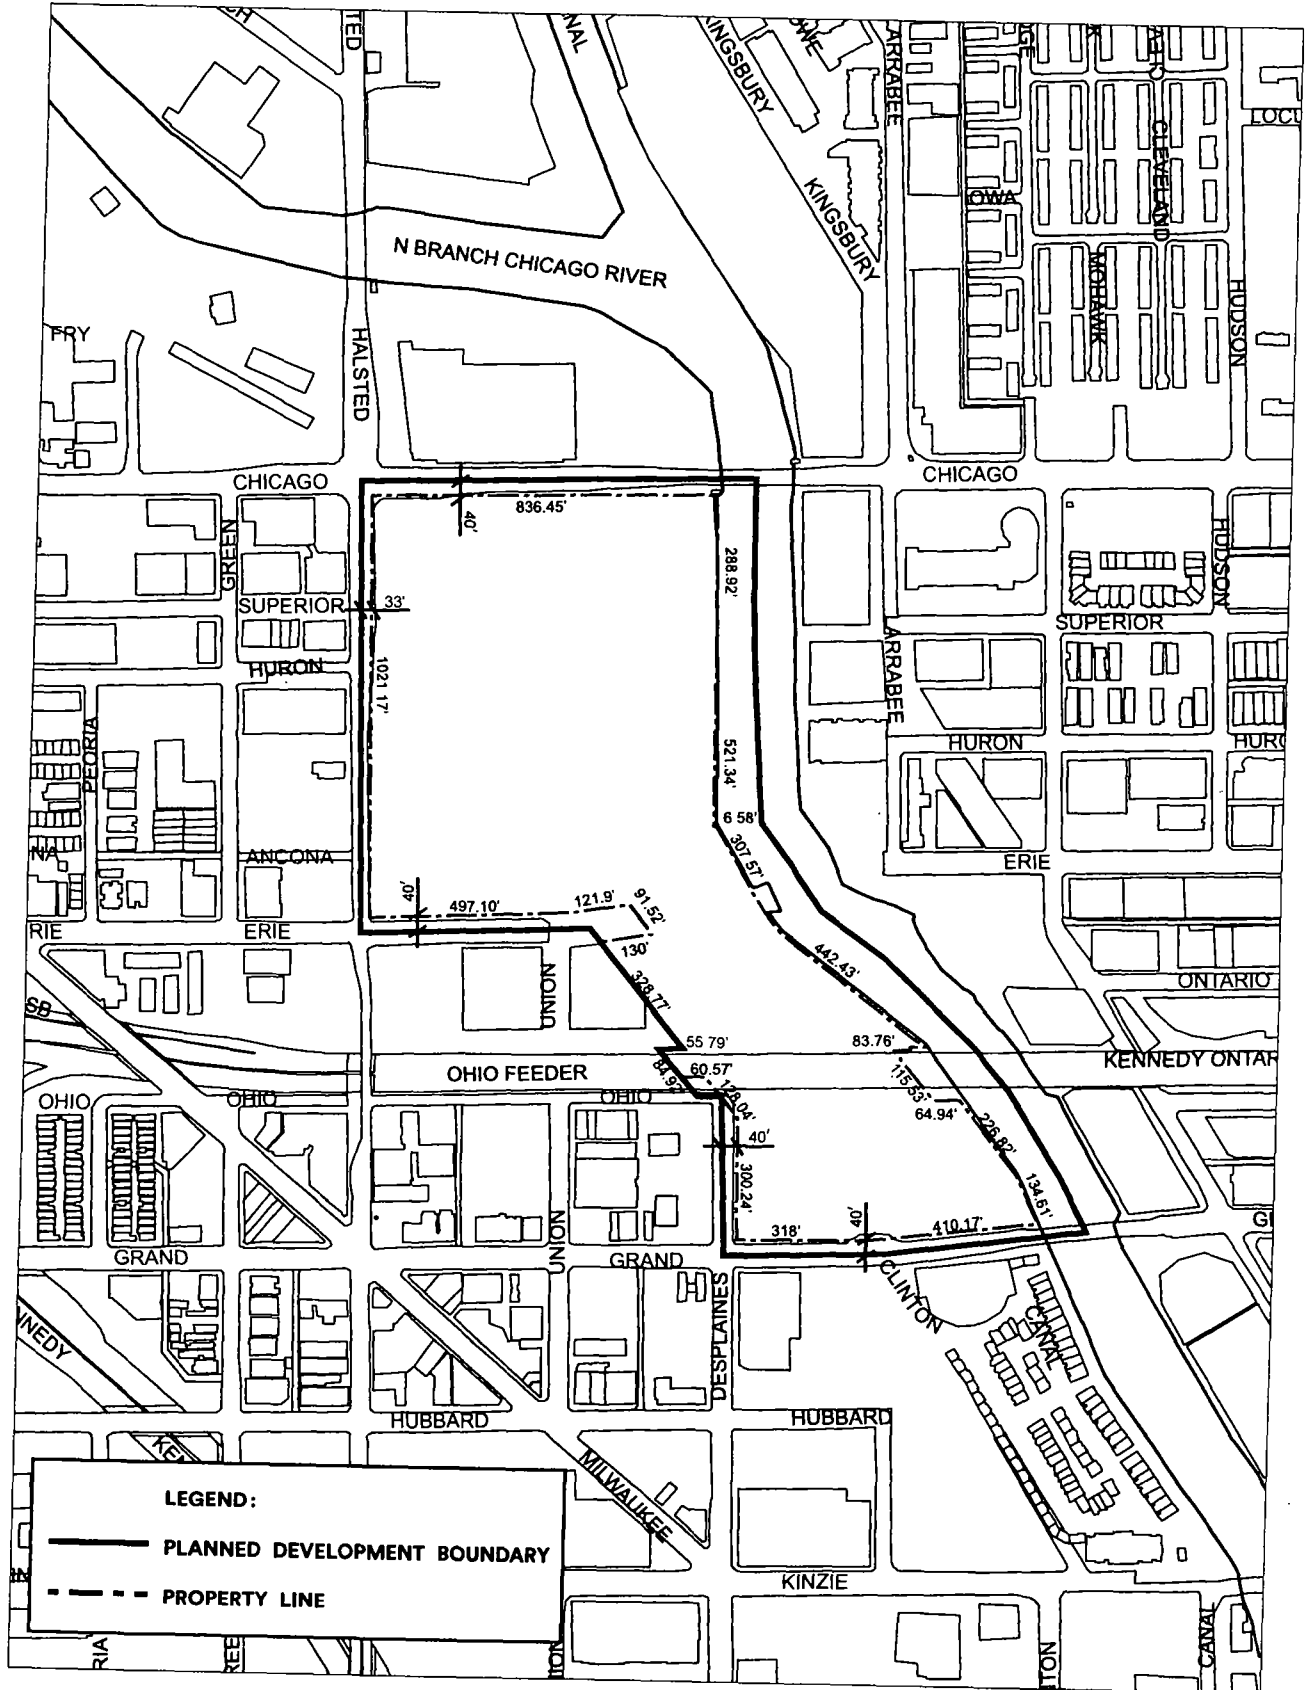 KINGSBURY
LARRABEE
CLEVELAND
KINGSBURY
N BRANCH CHICAGO RIVER
MOHAWK
HUDSON
FRY
HALSTED
CHICAGO
CHICAGO
836.45'
40'
288.92'
GREEN
HUDSON
SUPERIOR
33'
SUPERIOR
HURON
1021 17'
LARRABEE
PEORIA
521.34'
HURON
6 58'
307.57'
ANCONA
ERIE
40'
497.10'
121.9'
91.52'
ERIE
130'
442.43'
328.77'
UNION
ONTARIO
SB
55 79'
83.76'
KENNEDY ONTAR
OHIO FEEDER
60.57'
84.92'
128.04'
115.53'
OHIO
OHIO
OHIO
64.94'
226.82'
40'
300.24'
134.61'
318'
40'
410.17'
GRAND
UNION
GRAND
CLINTON
CANAL
DESPLAINES
HUBBARD
HUBBARD
MILWAUKEE
LEGEND:
PLANNED DEVELOPMENT BOUNDARY
PROPERTY LINE
KINZIE
CANAL